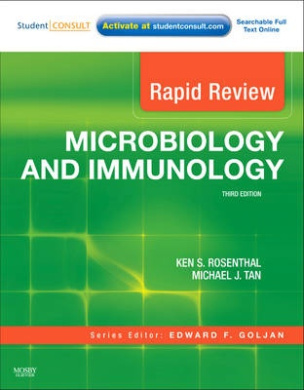 Student CONSULT
Activate at studentconsult.com
Searchable Full
Text Online
Rapid Review
MICROBIOLOGY
AND IMMUNOLOGY
THIRD EDITION
KEN S. ROSENTHAL
MICHAEL J. TAN
Series Editor: EDWARD F. GOLJAN
MOSBY
ELSEVIER